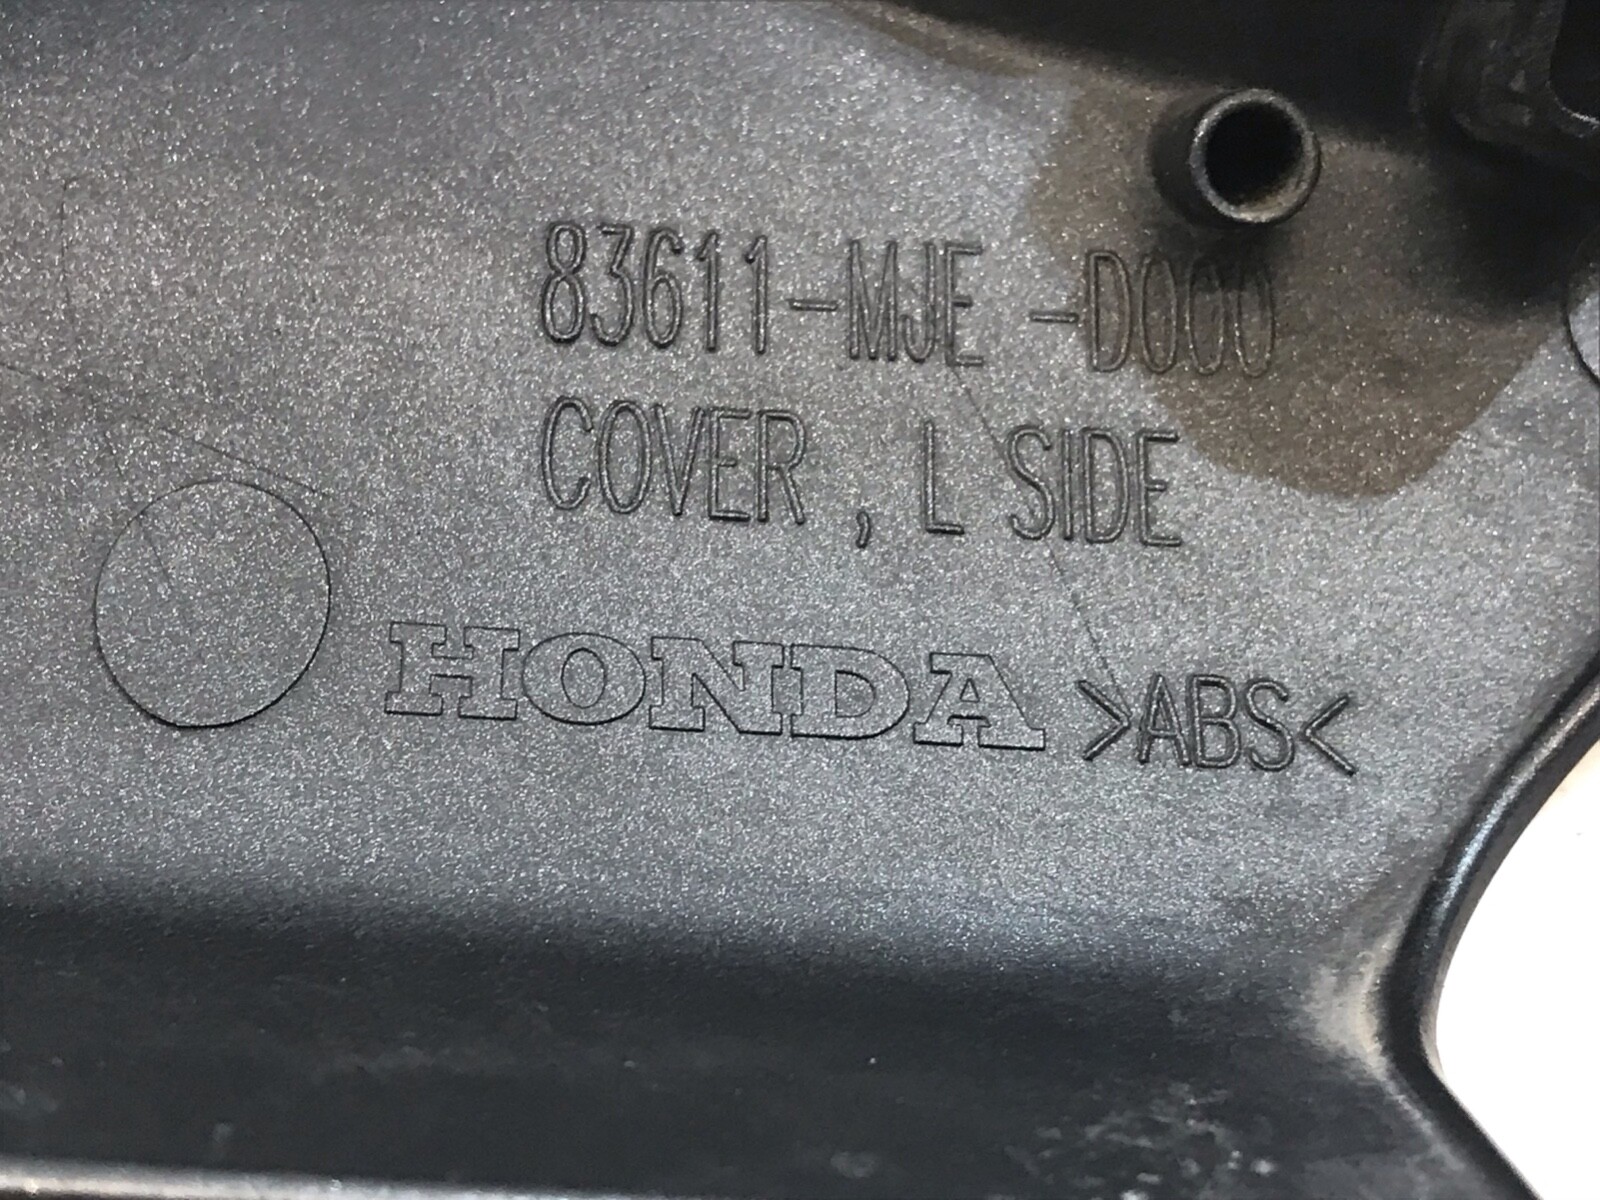 83611-MJE -D000
COVER , L SIDE
HONDA >ABS<